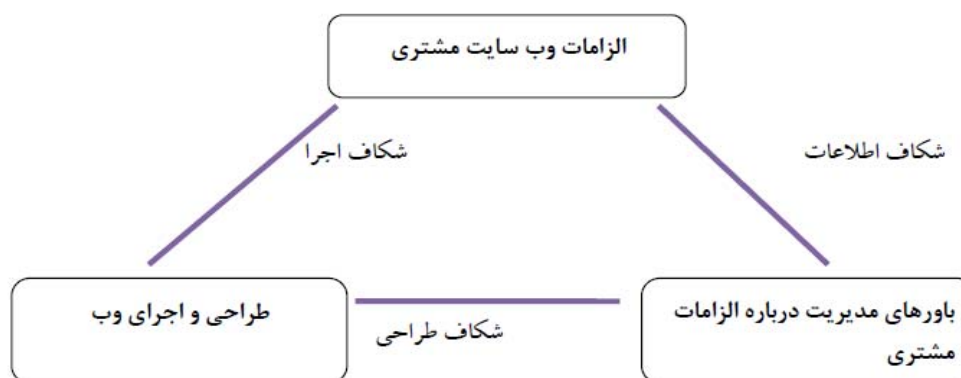 الزامات وب سایت مشتری
شکاف اطلاعات
شکاف اجرا
باورهای مدیریت درباره الزامات
مشتری
طراحی و اجرای وب
شکاف طراحی